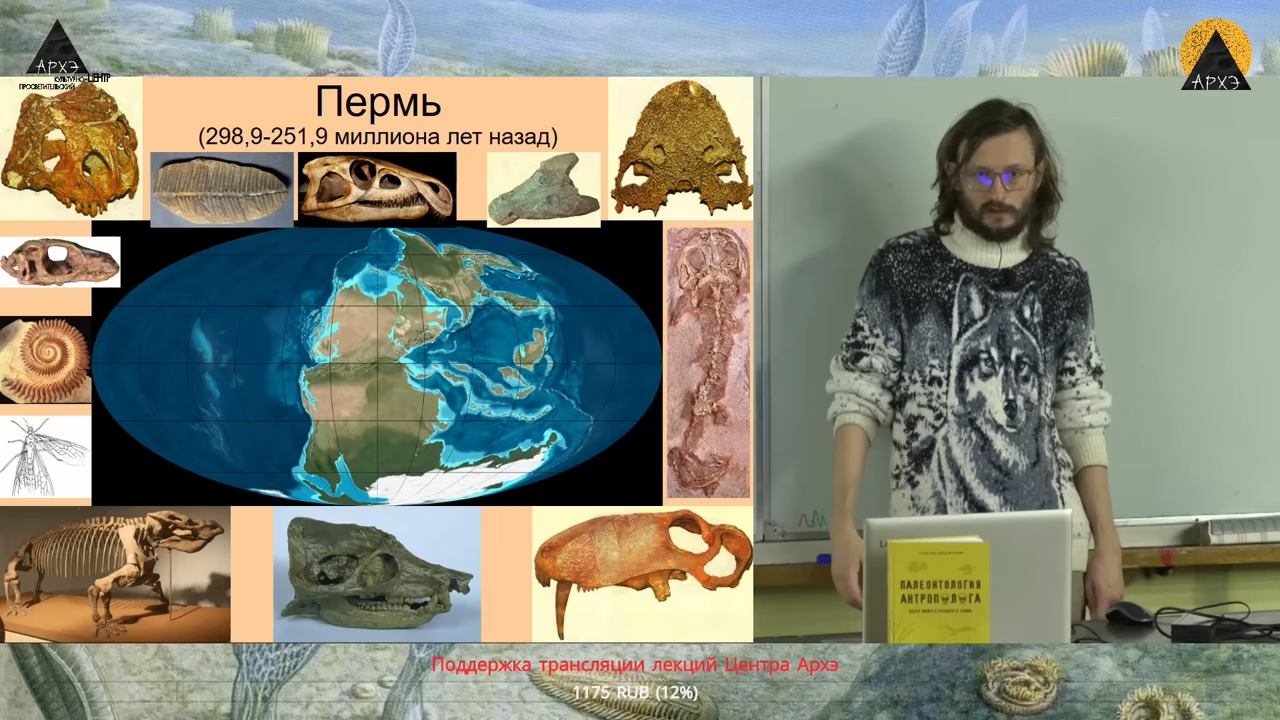 АРХЭ
КУЛЬТУРНО-ЦЕНТР
ПРОСВЕТИТЕЛЬСКИЙ
АРХЭ
Пермь
(298,9-251,9 миллиона лет назад)
ПАЛЕОНТОЛОГИЯ
АНТРОПОЛОГА
Поддержка трансляции лекций Центра Архэ
1175 RUB (12%)